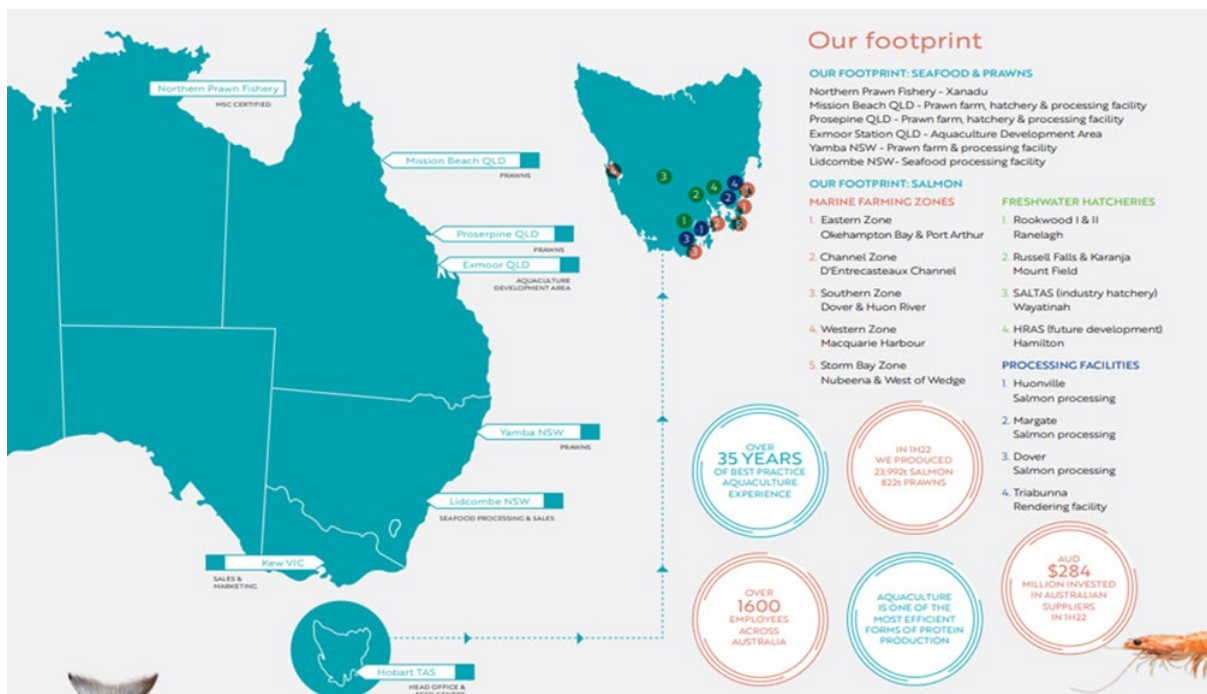 Northern Prawn Fishery
MSC CERTIFIED
Mission Beach QLD
PRAWNS
Proserpine QLD
PRAWNS
Exmoor QLD
AQUACULTURE
DEVELOPMENT AREA
Yamba NSW
PRAWNS
Lidcombe NSW
SEAFOOD PROCESSING & SALES
Kew VIC
SALES &
MARKETING
Hobart TAS
HEAD OFFICE &
3
2
4
4
2
1
1
2
3
3
Our footprint
OUR FOOTPRINT: SEAFOOD & PRAWNS
Northern Prawn Fishery - Xanadu
Mission Beach QLD - Prawn farm, hatchery & processing facility
Prosepine QLD - Prawn farm, hatchery & processing facility
Exmoor Station QLD - Aquaculture Development Area
Yamba NSW - Prawn farm & processing facility
Lidcombe NSW- Seafood processing facility
OUR FOOTPRINT: SALMON
MARINE FARMING ZONES
1. Eastern Zone
Okehampton Bay & Port Arthur
2. Channel Zone
D'Entrecasteaux Channel
3. Southern Zone
Dover & Huon River
4. Western Zone
Macquarie Harbour
5. Storm Bay Zone
Nubeena & West of Wedge
FRESHWATER HATCHERIES
1. Rookwood I & II
Ranelagh
2. Russell Falls & Karanja
Mount Field
3. SALTAS (industry hatchery)
Wayatinah
4. HRAS (future development)
Hamilton
PROCESSING FACILITIES
1. Huonville
Salmon processing
2. Margate
Salmon processing
3. Dover
Salmon processing
4. Triabunna
Rendering facility
OVER
35 YEARS
OF BEST PRACTICE
AQUACULTURE
EXPERIENCE
IN 1H22
WE PRODUCED
23,992t SALMON
822t PRAWNS
OVER
1600
EMPLOYEES
ACROSS
AUSTRALIA
AQUACULTURE
IS ONE OF THE
MOST EFFICIENT
FORMS OF PROTEIN
PRODUCTION
AUD
$284
MILLION INVESTED
IN AUSTRALIAN
SUPPLIERS
IN 1H22